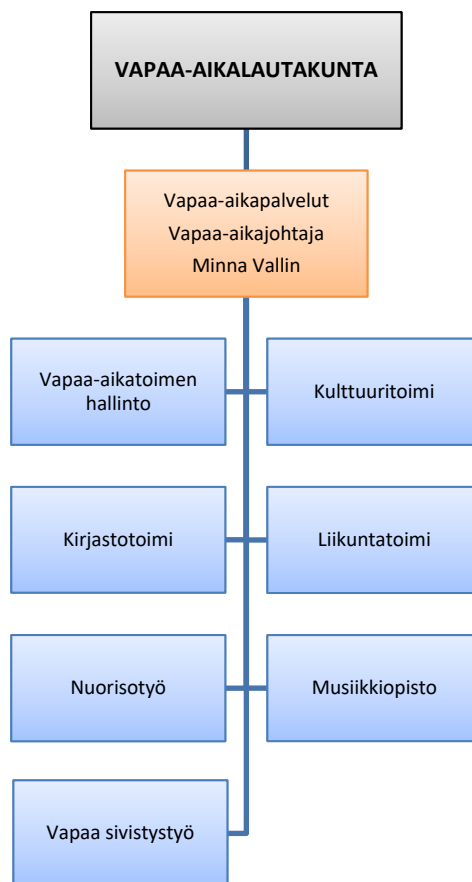 VAPAA-AIKALAUTAKUNTA
Vapaa-aikapalvelut
Vapaa-aikajohtaja
Minna Vallin
Vapaa-aikatoimen
hallinto
Kulttuuritoimi
Kirjastotoimi
Liikuntatoimi
Nuorisotyö
Musiikkiopisto
Vapaa sivistystyö